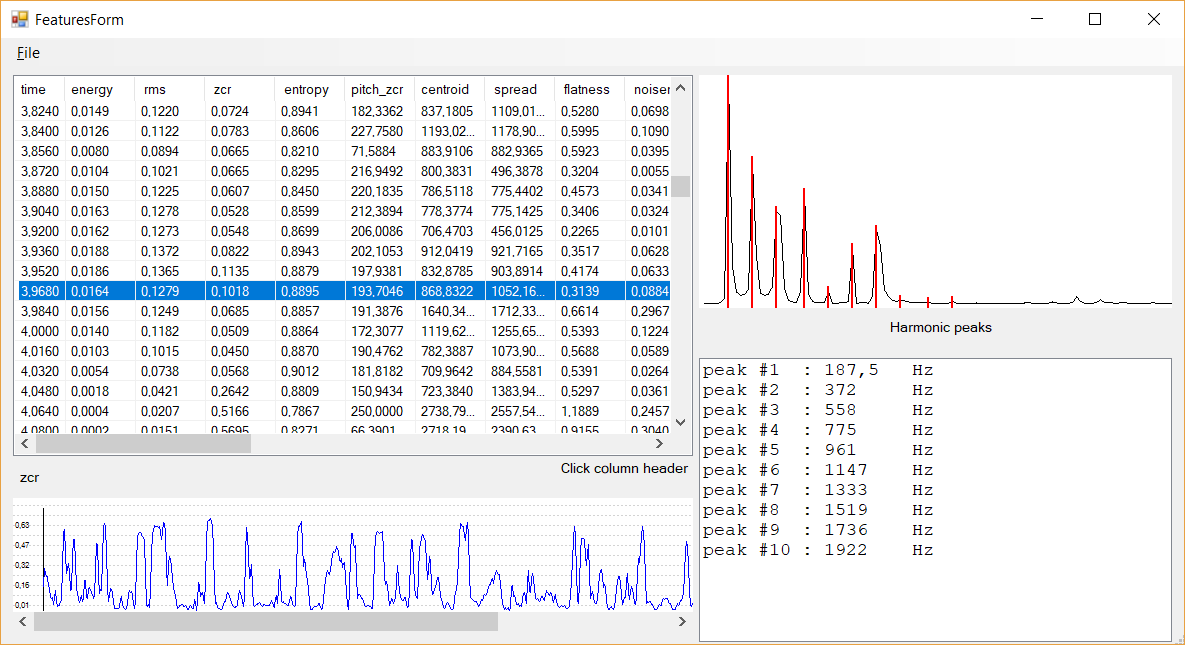 FeaturesForm
File
time energy rms zcr entropy pitch_zcr centroid spread flatness noiser
3,8240 0,0149 0,1220 0,0724 0,8941 182,3362 837,1805 1109,01... 0,5280 0,0698
3,8400 0,0126 0,1122 0,0783 0,8606 227,7580 1193,02... 1178,90... 0,5995 0,1090
3,8560 0,0080 0,0894 0,0665 0,8210 71,5884 883,9106 882,9365 0,5923 0,0395
3,8720 0,0104 0,1021 0,0665 0,8295 216,9492 800,3831 496,3878 0,3204 0,0055
3,8880 0,0150 0,1225 0,0607 0,8450 220,1835 786,5118 775,4402 0,4573 0,0341
3,9040 0,0163 0,1278 0,0528 0,8599 212,3894 778,3774 775,1425 0,3406 0,0324
3,9200 0,0162 0,1273 0,0548 0,8699 206,0086 706,4703 456,0125 0,2265 0,0101
3,9360 0,0188 0,1372 0,0822 0,8943 202,1053 912,0419 921,7165 0,3517 0,0628
3,9520 0,0186 0,1365 0,1135 0,8879 197,9381 832,8785 903,8914 0,4174 0,0633
3,9680 0,0164 0,1279 0,1018 0,8895 193,7046 868,8322 1052,16... 0,3139 0,0884
3,9840 0,0156 0,1249 0,0685 0,8857 191,3876 1640,34... 1712,33... 0,6614 0,2967
4,0000 0,0140 0,1182 0,0509 0,8864 172,3077 1119,62... 1255,65... 0,5393 0,1224
4,0160 0,0103 0,1015 0,0450 0,8870 190,4762 782,3887 1073,90... 0,5688 0,0589
4,0320 0,0054 0,0738 0,0568 0,9012 181,8182 709,9642 884,5581 0,5391 0,0264
4,0480 0,0018 0,0421 0,2642 0,8809 150,9434 723,3840 1383,94... 0,5297 0,0361
4,0640 0,0004 0,0207 0,5166 0,7867 250,0000 2738,79... 2557,54... 1,1889 0,2457
4,0800 0,0002 0,0151 0,5695 0,8271 66,3901 2718,19... 2390,63... 0,9155 0,3040
Click column header
zcr
0,63
0,47
0,32
0,16
0,01
Harmonic peaks
peak #1 : 187,5 Hz
peak #2 : 372 Hz
peak #3 : 558 Hz
peak #4 : 775 Hz
peak #5 : 961 Hz
peak #6 : 1147 Hz
peak #7 : 1333 Hz
peak #8 : 1519 Hz
peak #9 : 1736 Hz
peak #10 : 1922 Hz